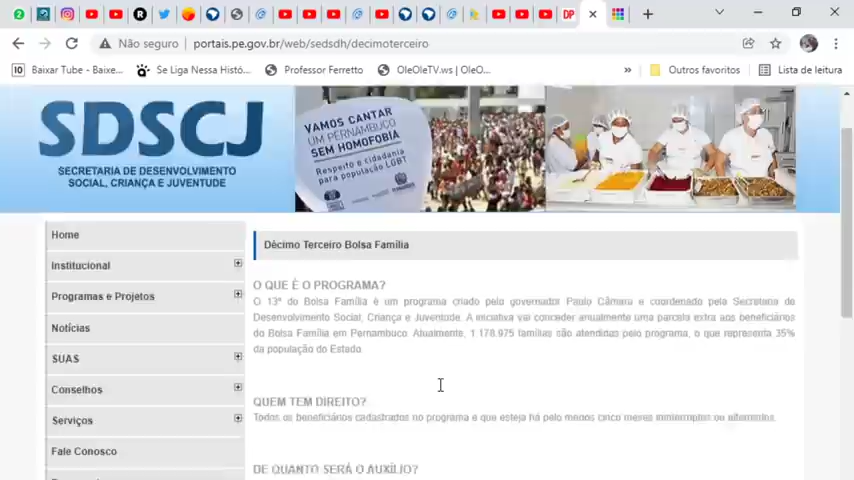 Não seguro
portais.pe.gov.br/web/sedsdh/decimoterceiro
Baixar Tube - Baixe...
Se Liga Nessa Histó...
Professor Ferretto
OleOleTV.ws | OleO...
»
Outros favoritos
Lista de leitura
SDSCJ
SECRETARIA DE DESENVOLVIMENTO
SOCIAL, CRIANÇA E JUVENTUDE
VAMOS CANTAR
UM PERNAMBUCO
SEM HOMOFOBIA
Respeito e cidadania
para população LGBT
Home
Institucional
Programas e Projetos
Notícias
SUAS
Conselhos
Serviços
Fale Conosco
Décimo Terceiro Bolsa Família
O QUE É O PROGRAMA?
O 13º do Bolsa Família é um programa criado pelo governador Paulo Câmara e coordenado pela Secretaria de
Desenvolvimento Social, Criança e Juventude. A iniciativa vai conceder anualmente uma parcela extra aos beneficiários
do Bolsa Família em Pernambuco. Atualmente, 1.178.975 famílias são atendidas pelo programa, o que representa 35%
da população do Estado.
QUEM TEM DIREITO?
Todos os beneficiários cadastrados no programa e que esteja há pelo menos cinco meses ininterruptos ou alternados.
DE QUANTO SERÁ O AUXÍLIO?